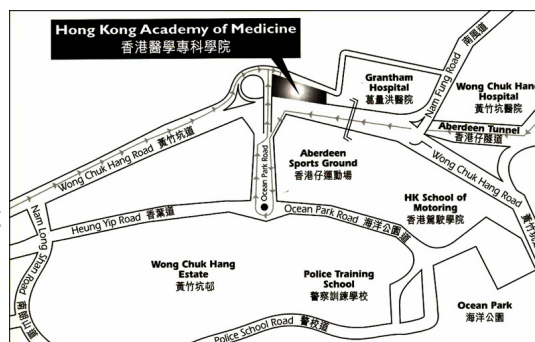 Hong Kong Academy of Medicine
香港醫學專科學院
Grantham
Hospital
葛量洪醫院
Nam Fung Road
南風道
Wong Chuk Hang
Hospital
黃竹坑醫院
Aberdeen Tunnel
香港仔隧道
Wong Chuk Hang Road 黃竹坑道
Ocean Park Road
Aberdeen
Sports Ground
香港仔運動場
Wong Chuk Hang Road
黃竹坑道
HK School of
Motoring
香港駕駛學院
Nam Long Shan Road
南朗山道
Heung Yip Road 香葉道
Ocean Park Road 海洋公園道
Wong Chuk Hang
Estate
黃竹坑邨
Police Training
School
警察訓練學校
Ocean Park
海洋公園
Police School Road 警校道